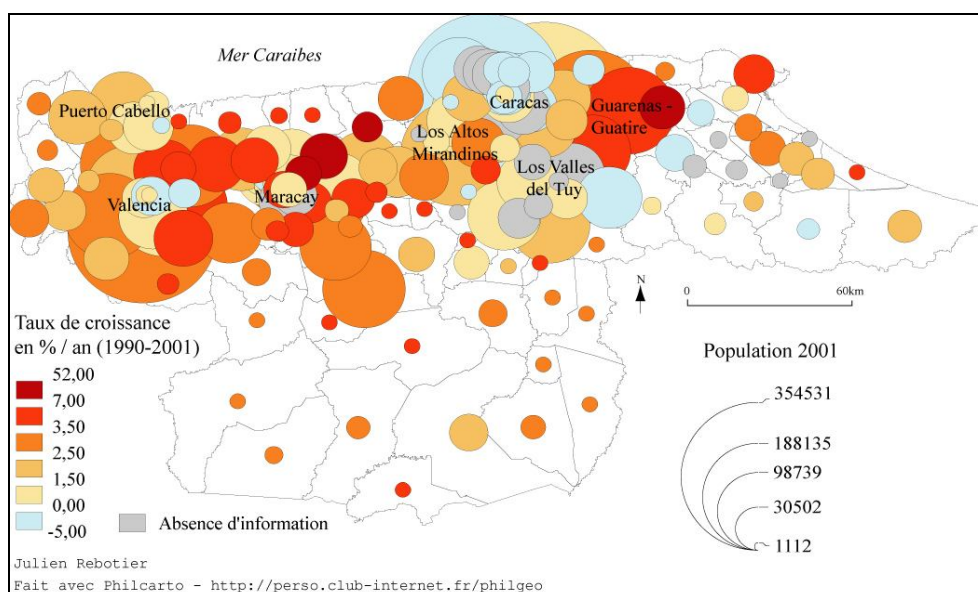 Mer Caraibes
Puerto Cabello
Caracas
Guarenas -
Guatire
Los Altos
Mirandinos
Los Valles
del Tuy
Valencia
Maracay
N
0
60km
Taux de croissance
en % / an (1990-2001)
52,00
7,00
3,50
2,50
1,50
0,00
-5,00
Absence d'information
Population 2001
354531
188135
98739
30502
1112
Julien Rebotier
Fait avec Philcarto - http://perso.club-internet.fr/philgeo